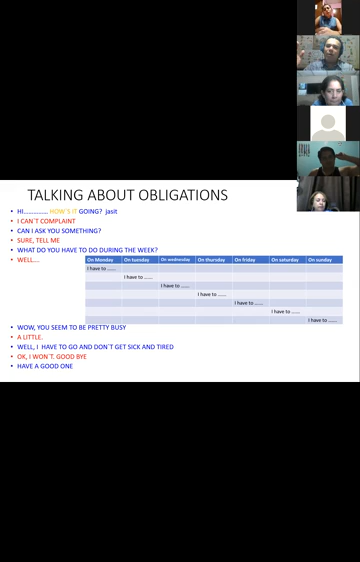 TALKING ABOUT OBLIGATIONS
• HI.............. HOW´S IT GOING? jasit
• I CAN´T COMPLAINT
• CAN I ASK YOU SOMETHING?
• SURE, TELL ME
• WHAT DO YOU HAVE TO DO DURING THE WEEK?
• WELL....
On Monday On tuesday On wednesday On thursday On friday On saturday On sunday
I have to ......
I have to ......
I have to ......
I have to ......
I have to ......
I have to ......
I have to ......
• WOW, YOU SEEM TO BE PRETTY BUSY
• A LITTLE.
• WELL, I HAVE TO GO AND DON´T GET SICK AND TIRED
• OK, I WON´T. GOOD BYE
• HAVE A GOOD ONE